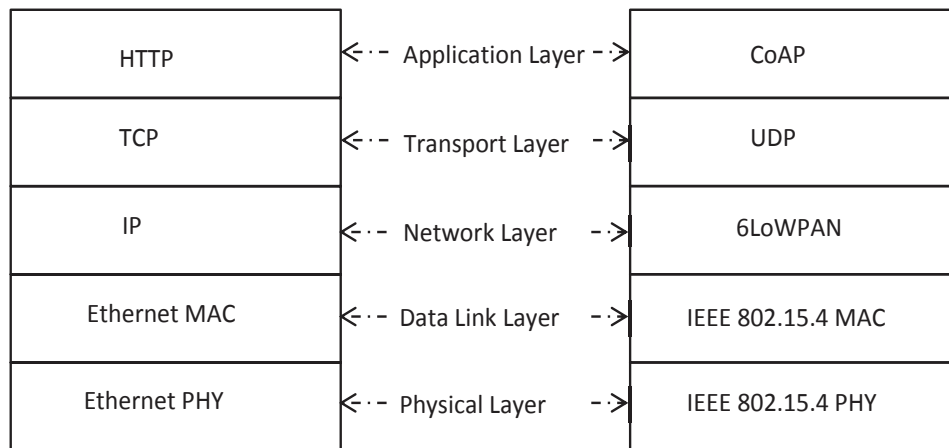 HTTP Application Layer CoAP
TCP Transport Layer UDP
IP Network Layer 6LoWPAN
Ethernet MAC Data Link Layer IEEE 802.15.4 MAC
Ethernet PHY Physical Layer IEEE 802.15.4 PHY